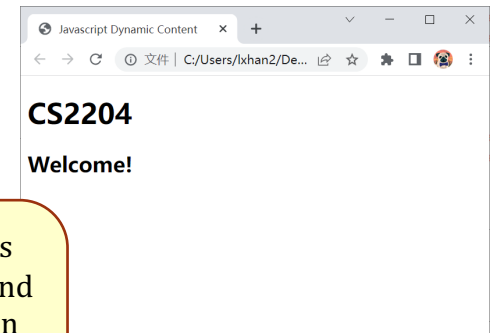 Javascript Dynamic Content
文件 | C:/Users/lxhan2/De...
CS2204
Welcome!
s
nd
n